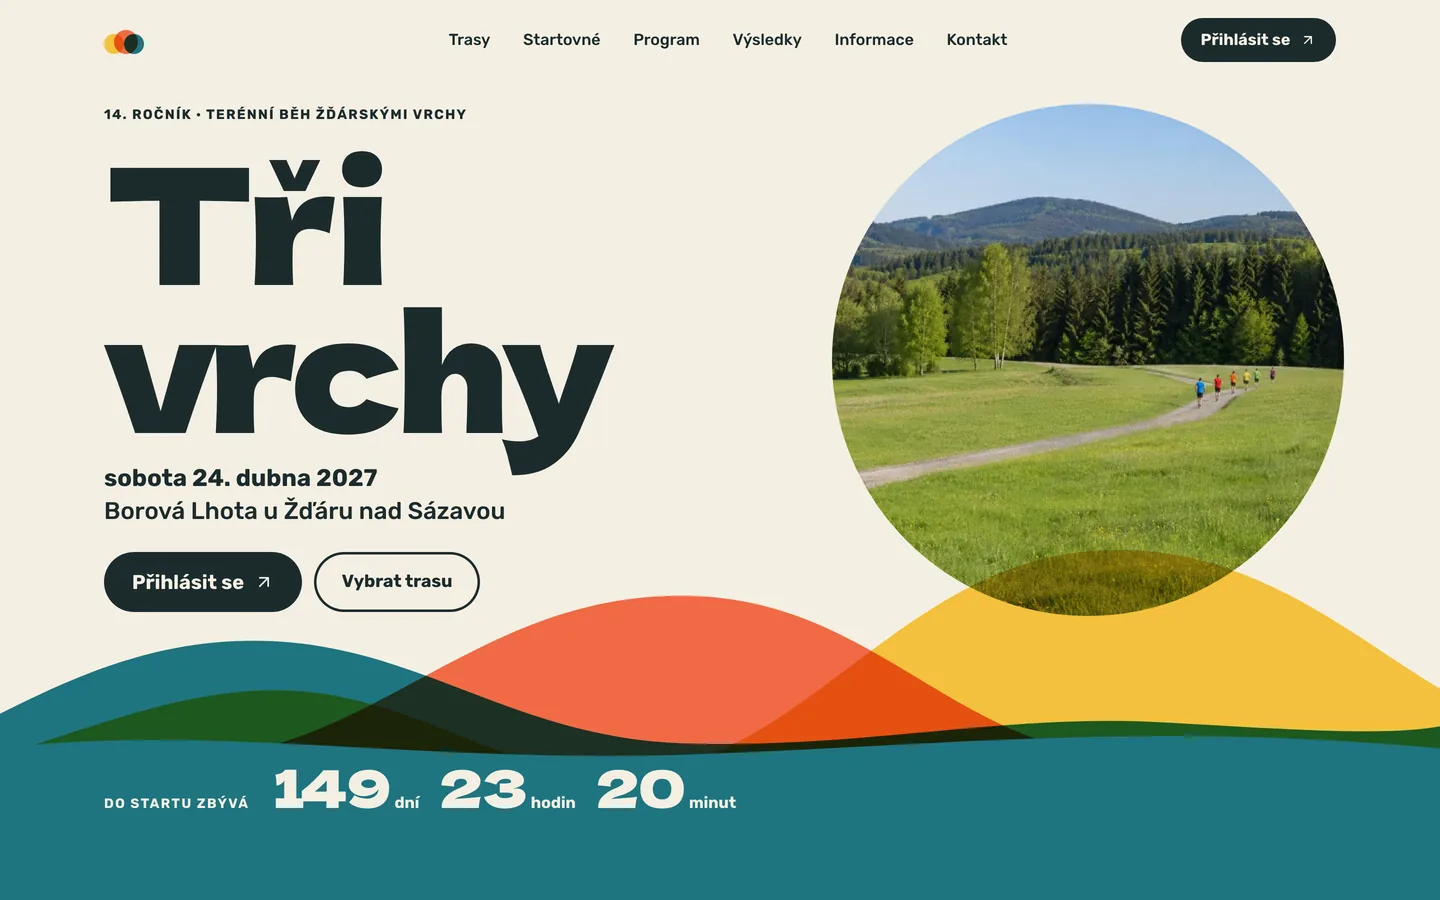 Trasy Startovné Program Výsledky Informace Kontakt Přihlásit se
14. ROČNÍK • TERÉNNÍ BĚH ŽĎÁRSKÝMI VRCHY
Tři
vrchy
sobota 24. dubna 2027
Borová Lhota u Žďáru nad Sázavou
Přihlásit se Vybrat trasu
DO STARTU ZBÝVÁ 149 dní 23 hodin 20 minut